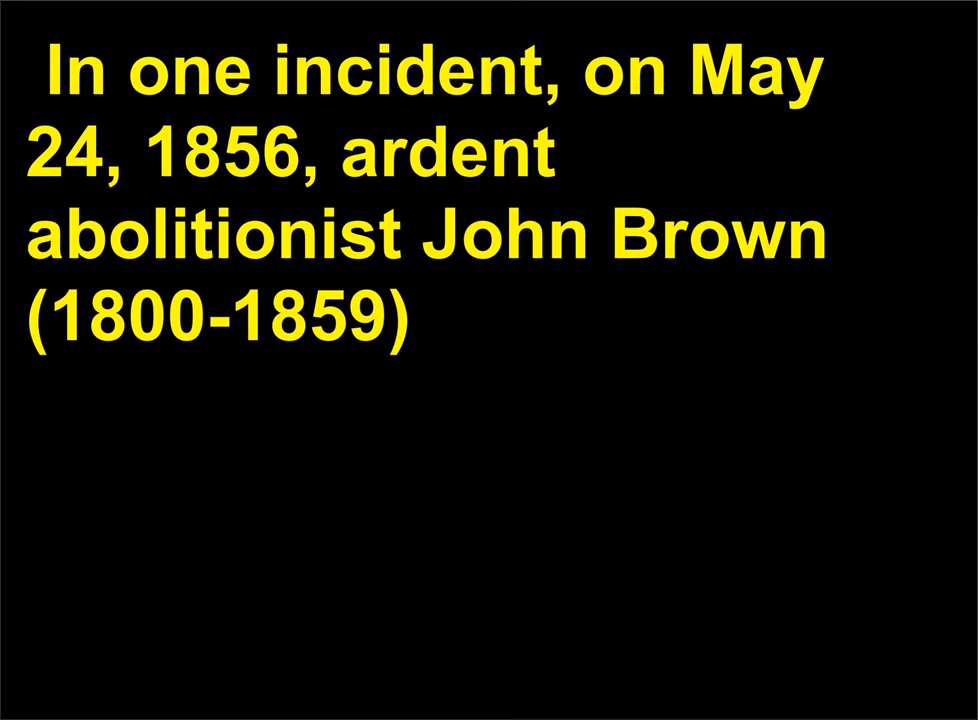 In one incident, on May
24, 1856, ardent
abolitionist John Brown
(1800-1859)